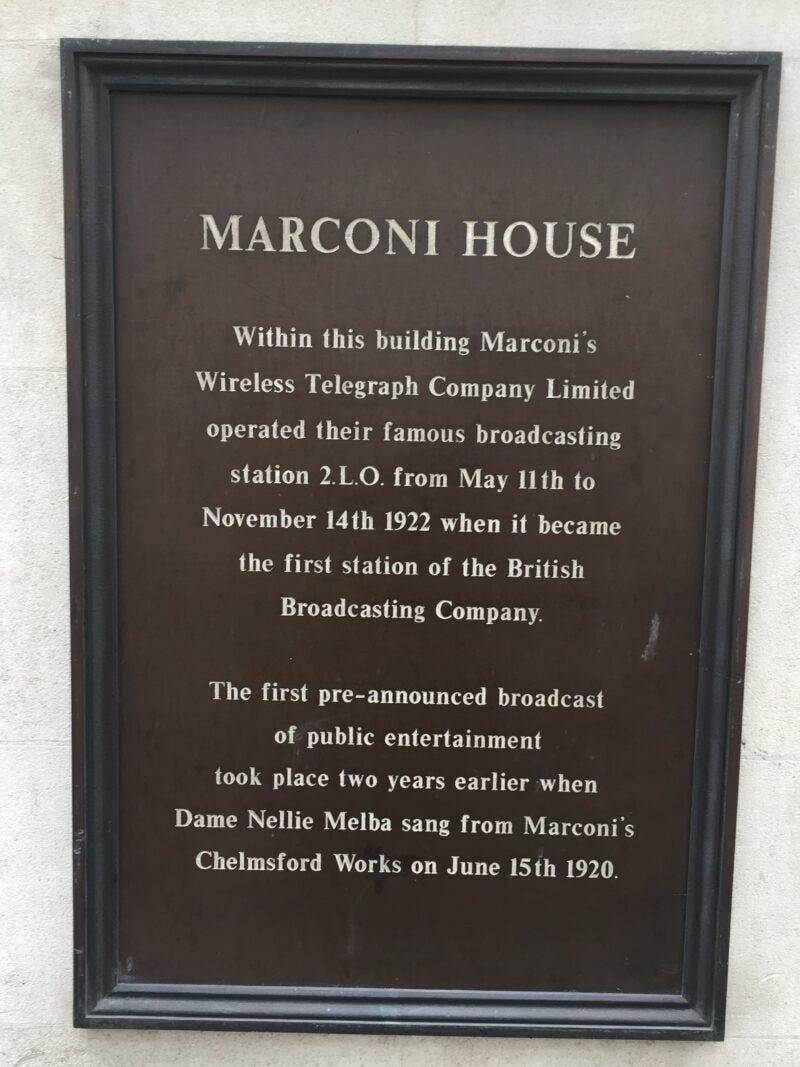 MARCONI HOUSE
Within this building Marconi's
Wireless Telegraph Company Limited
operated their famous broadcasting
station 2.L.O. from May 11th to
November 14th 1922 when it became
the first station of the British
Broadcasting Company.
The first pre-announced broadcast
of public entertainment
took place two years earlier when
Dame Nellie Melba sang from Marconi's
Chelmsford Works on June 15th 1920.